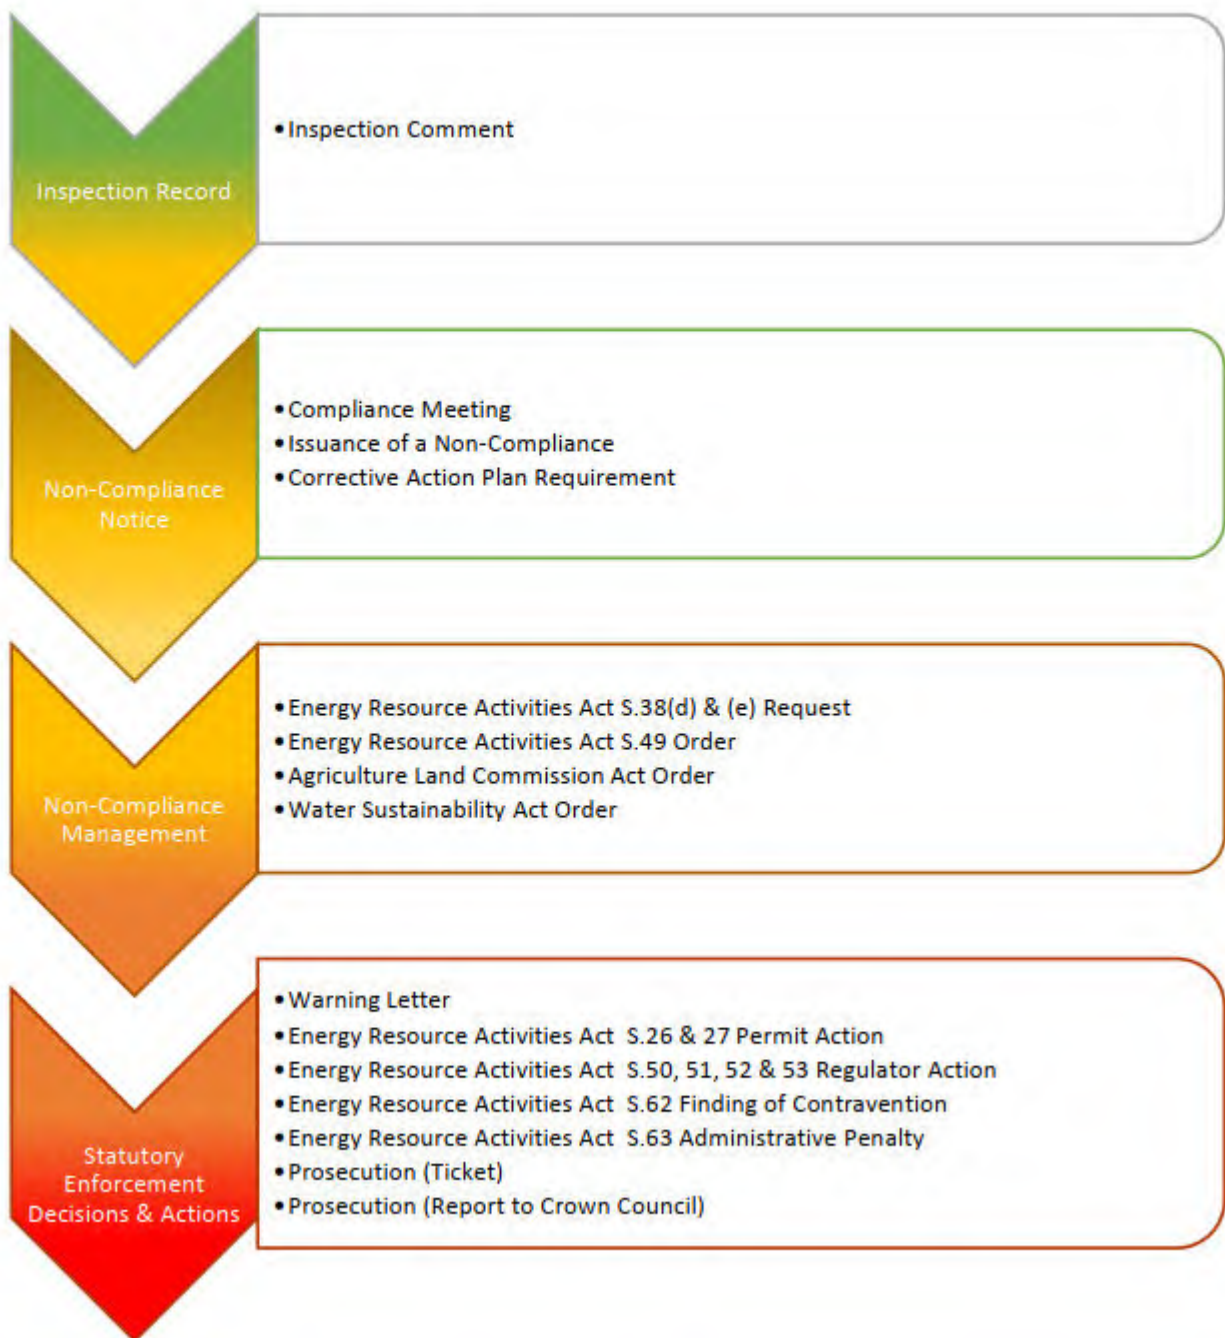 Inspection Record
•Inspection Comment
Non-Compliance
Notice
•Compliance Meeting
•Issuance of a Non-Compliance
•Corrective Action Plan Requirement
Non-Compliance
Management
•Energy Resource Activities Act S.38(d) & (e) Request
•Energy Resource Activities Act S.49 Order
•Agriculture Land Commission Act Order
•Water Sustainability Act Order
Statutory
Enforcement
Decisions & Actions
•Warning Letter
•Energy Resource Activities Act  S.26 & 27 Permit Action
•Energy Resource Activities Act  S.50, 51, 52 & 53 Regulator Action
•Energy Resource Activities Act  S.62 Finding of Contravention
•Energy Resource Activities Act  S.63 Administrative Penalty
•Prosecution (Ticket)
•Prosecution (Report to Crown Council)